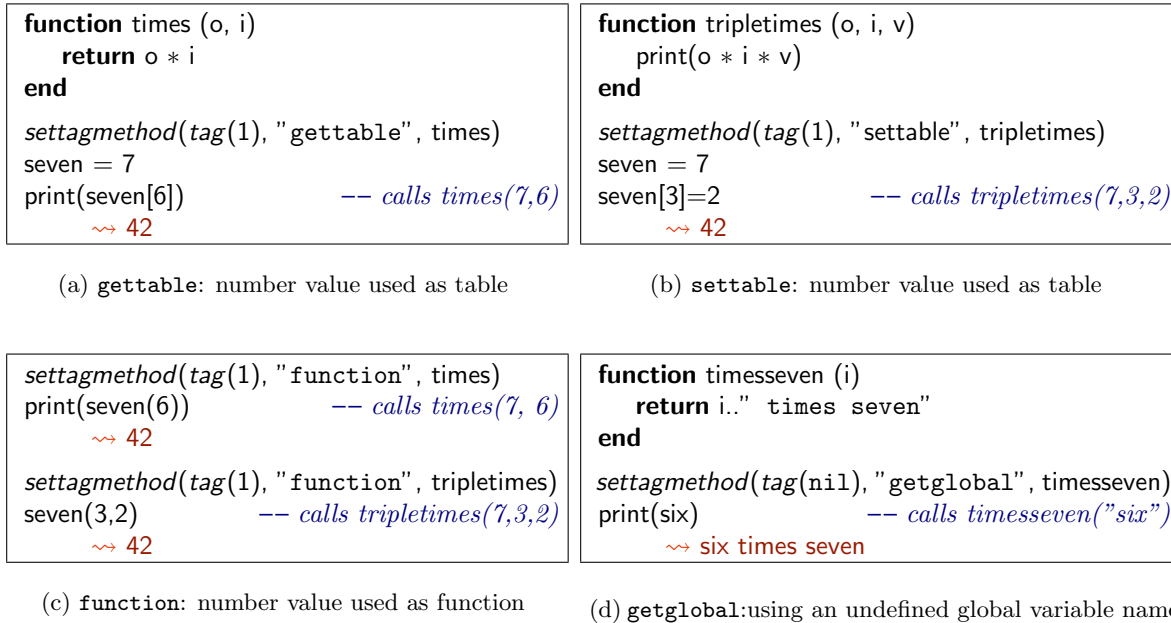 function times (o, i)
return o * i
end
settagmethod(tag(1), "gettable", times)
seven = 7
print(seven[6]) -- calls times(7,6)
⇝ 42
(a) gettable: number value used as table
function tripletimes (o, i, v)
print(o * i * v)
end
settagmethod(tag(1), "settable", tripletimes)
seven = 7
seven[3]=2 -- calls tripletimes(7,3,2)
⇝ 42
(b) settable: number value used as table
settagmethod(tag(1), "function", times)
print(seven(6)) -- calls times(7, 6)
⇝ 42
settagmethod(tag(1), "function", tripletimes)
seven(3,2) -- calls tripletimes(7,3,2)
⇝ 42
(c) function: number value used as function
function timesseven (i)
return i.." times seven"
end
settagmethod(tag(nil), "getglobal", timesseven)
print(six) -- calls timesseven("six")
⇝ six times seven
(d) getglobal:using an undefined global variable name